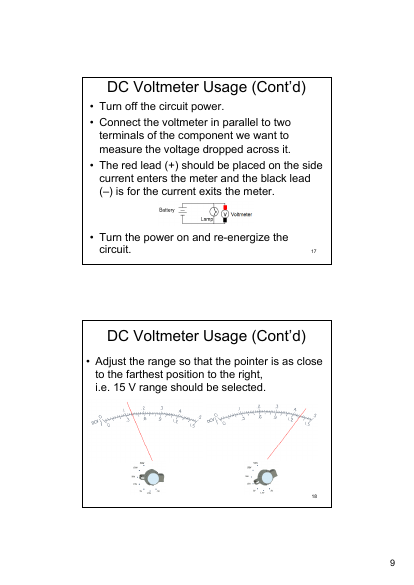 DC Voltmeter Usage (Cont'd)
• Turn off the circuit power.
• Connect the voltmeter in parallel to two
terminals of the component we want to
measure the voltage dropped across it.
• The red lead (+) should be placed on the side
current enters the meter and the black lead
(–) is for the current exits the meter.
Battery
Lamp
V
Voltmeter
• Turn the power on and re-energize the
circuit.
17
DC Voltmeter Usage (Cont'd)
• Adjust the range so that the pointer is as close
to the farthest position to the right,
i.e. 15 V range should be selected.
18
9